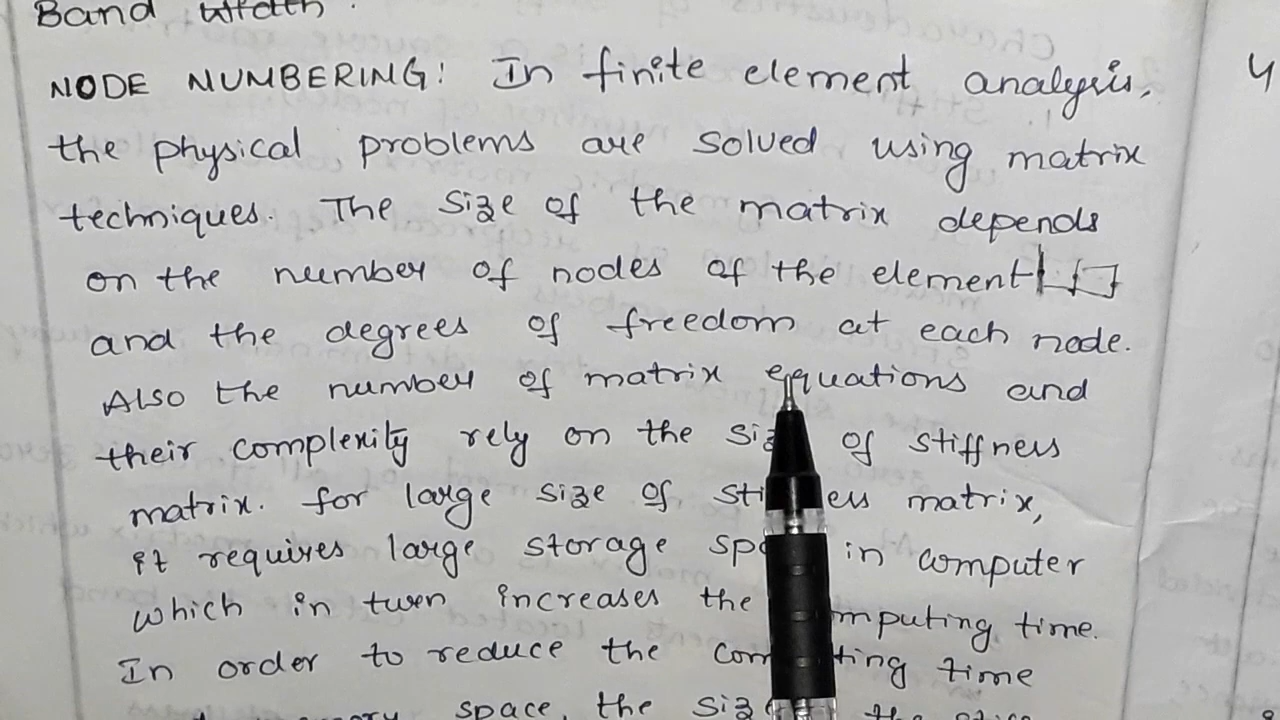 Band width.
NODE NUMBERING: In finite element analysis,
the physical problems are solved using matrix
techniques. The size of the matrix depends
on the number of nodes of the element
and the degrees of freedom at each node.
Also the number of matrix equations and
their complexity rely on the of stiffness
matrix. for large size of matrix,
it requires large storage in computer
which in turn increases the time.
In order to reduce the time
space, the
4